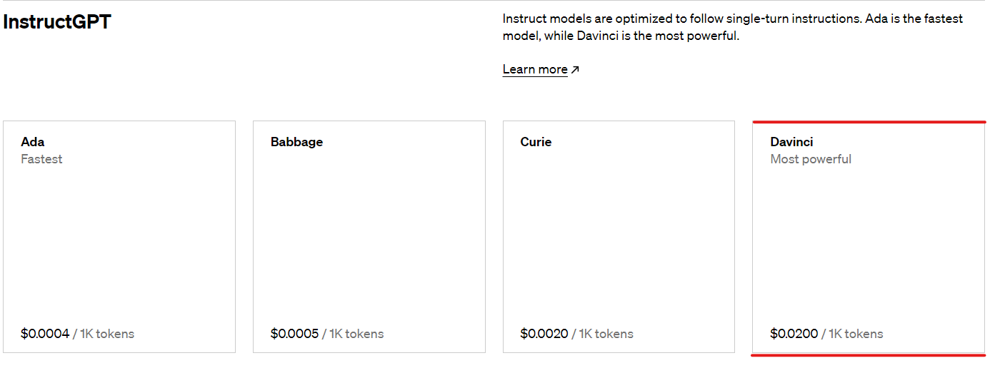 InstructGPT
Instruct models are optimized to follow single-turn instructions. Ada is the fastest
model, while Davinci is the most powerful.
Learn more ↗
Ada
Fastest
$0.0004 / 1K tokens
Babbage
$0.0005 / 1K tokens
Curie
$0.0020 / 1K tokens
Davinci
Most powerful
$0.0200 / 1K tokens